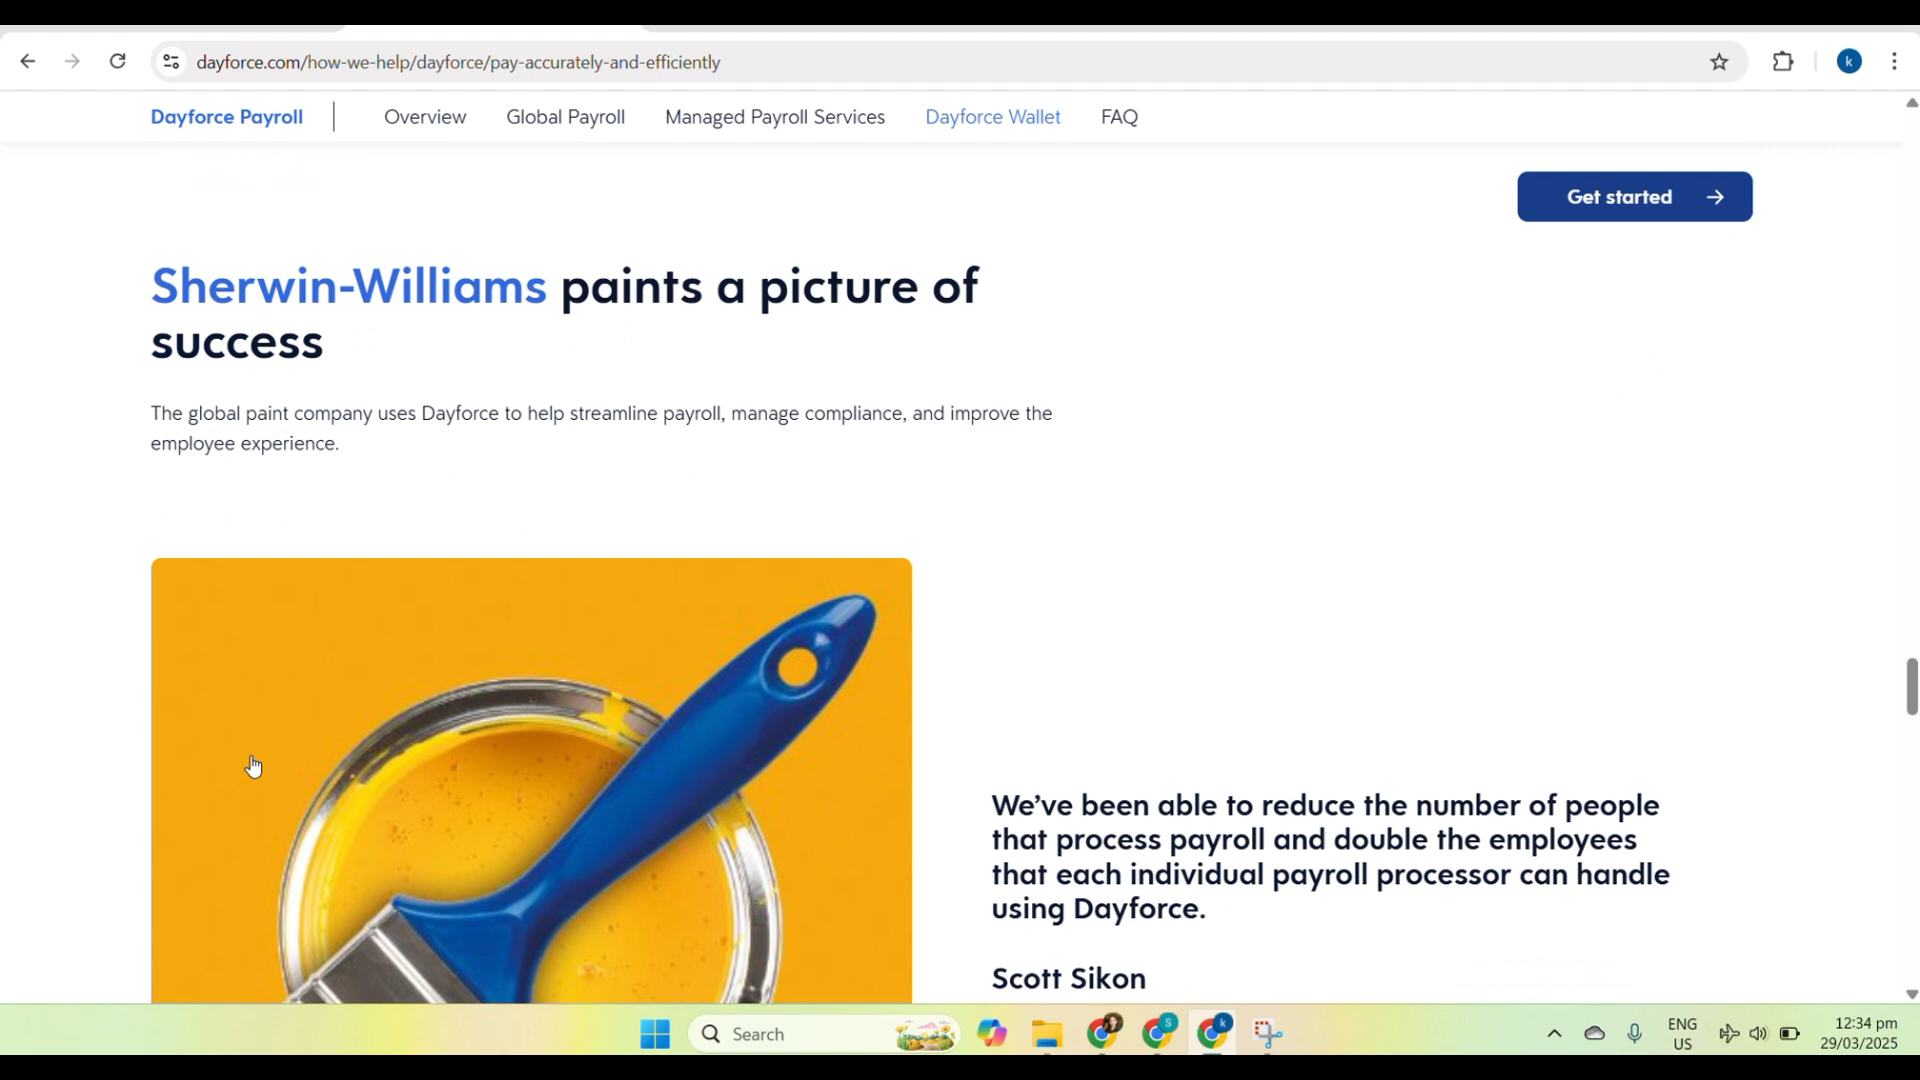 dayforce.com/how-we-help/dayforce/pay-accurately-and-efficiently
k
Dayforce Payroll
Overview
Global Payroll
Managed Payroll Services
Dayforce Wallet
FAQ
Get started
Sherwin-Williams paints a picture of
success
The global paint company uses Dayforce to help streamline payroll, manage compliance, and improve the
employee experience.
We’ve been able to reduce the number of people
that process payroll and double the employees
that each individual payroll processor can handle
using Dayforce.
Scott Sikon
Search
S
k
ENG
US
12:34 pm
29/03/2025